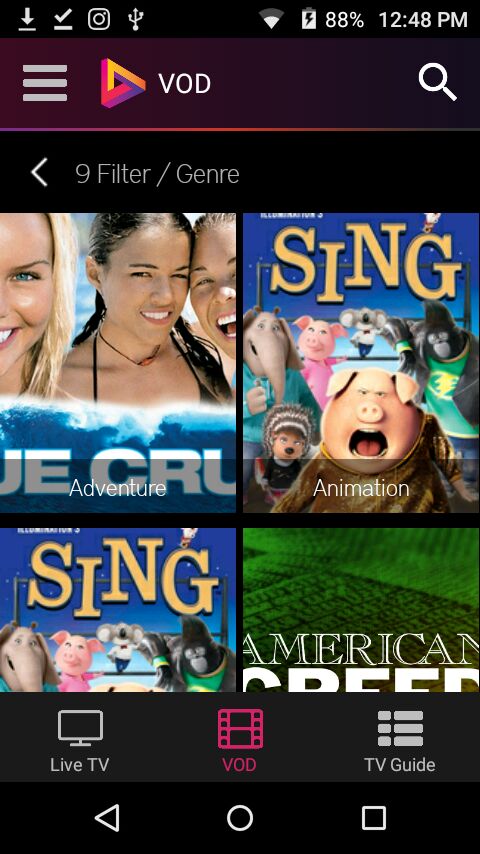 88% 12:48 PM
VOD
9 Filter / Genre
ILLUMINATION'S
SING
UE CRU
Adventure
Animation
ILLUMINATION'S
SING
AMERICAN
GREED
Live TV
VOD
TV Guide